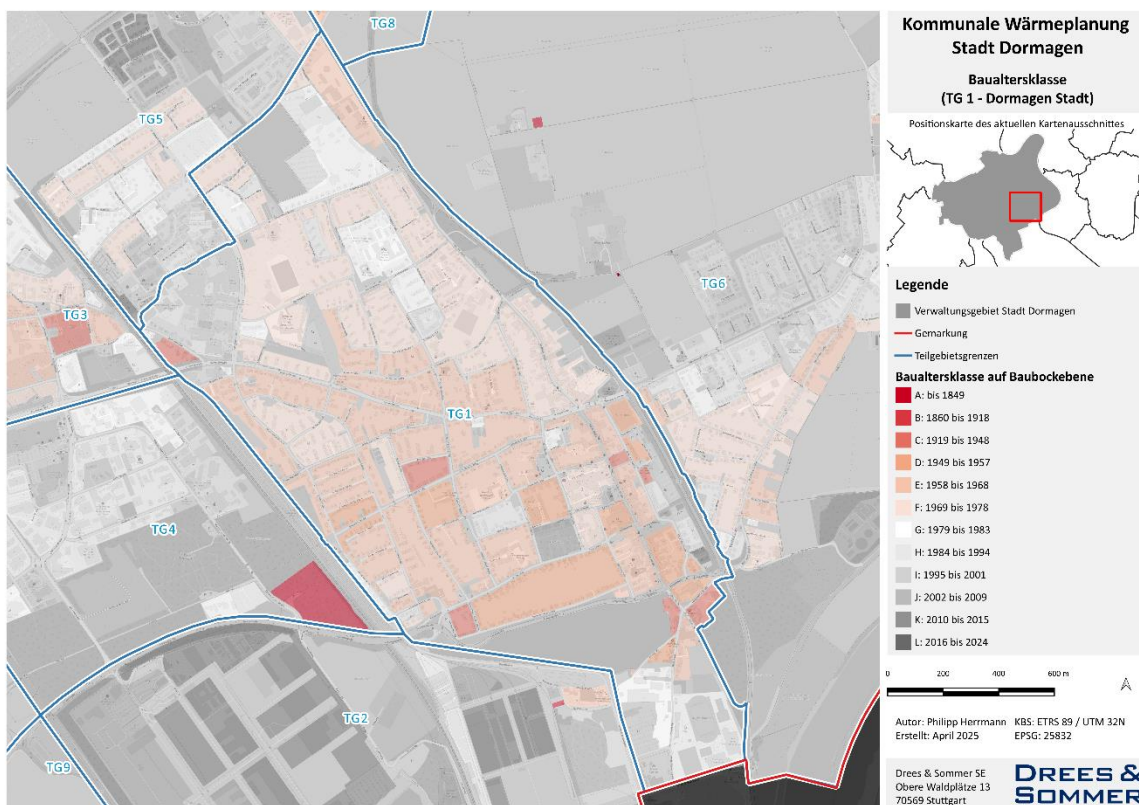 Kommunale Wärmeplanung
Stadt Dormagen
Baualtersklasse
(TG 1 - Dormagen Stadt)
Positionskarte des aktuellen Kartenausschnittes
Legende
Verwaltungsgebiet Stadt Dormagen
Gemarkung
Teilgebietsgrenzen
Baualtersklasse auf Baubockebene
A: bis 1849
B: 1860 bis 1918
C: 1919 bis 1948
D: 1949 bis 1957
E: 1958 bis 1968
F: 1969 bis 1978
G: 1979 bis 1983
H: 1984 bis 1994
I: 1995 bis 2001
J: 2002 bis 2009
K: 2010 bis 2015
L: 2016 bis 2024
0 200 400 600 m
Autor: Philipp Herrmann KBS: ETRS 89 / UTM 32N
Erstellt: April 2025 EPSG: 25832
Drees & Sommer SE
Obere Waldplätze 13
70569 Stuttgart
DREES &
SOMMER
TG8
TG5
TG6
TG3
TG1
TG4
TG2
TG9